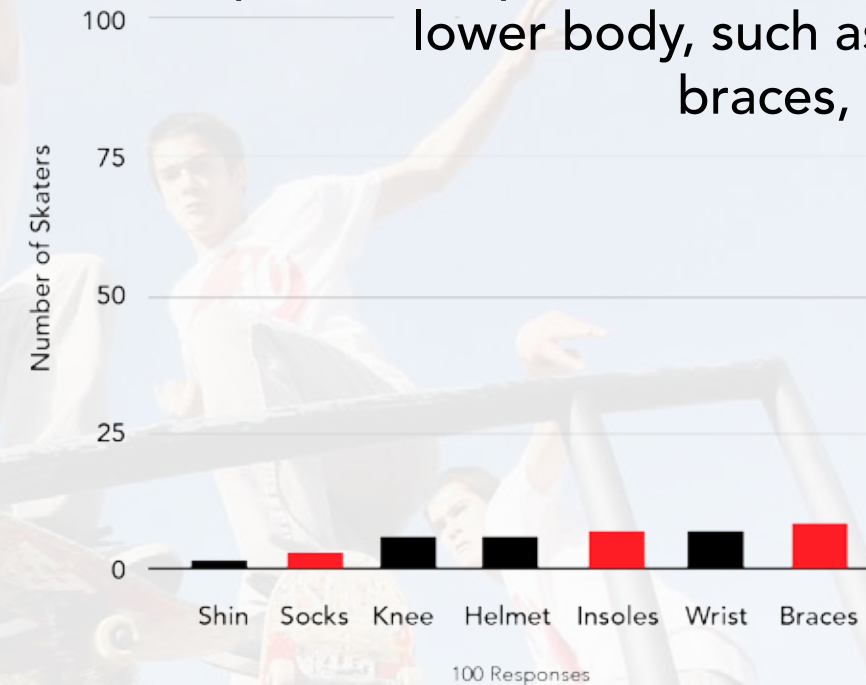 lower body, such as
braces,
100
75
50
25
0
Number of Skaters
Shin Socks Knee Helmet Insoles Wrist Braces
100 Responses